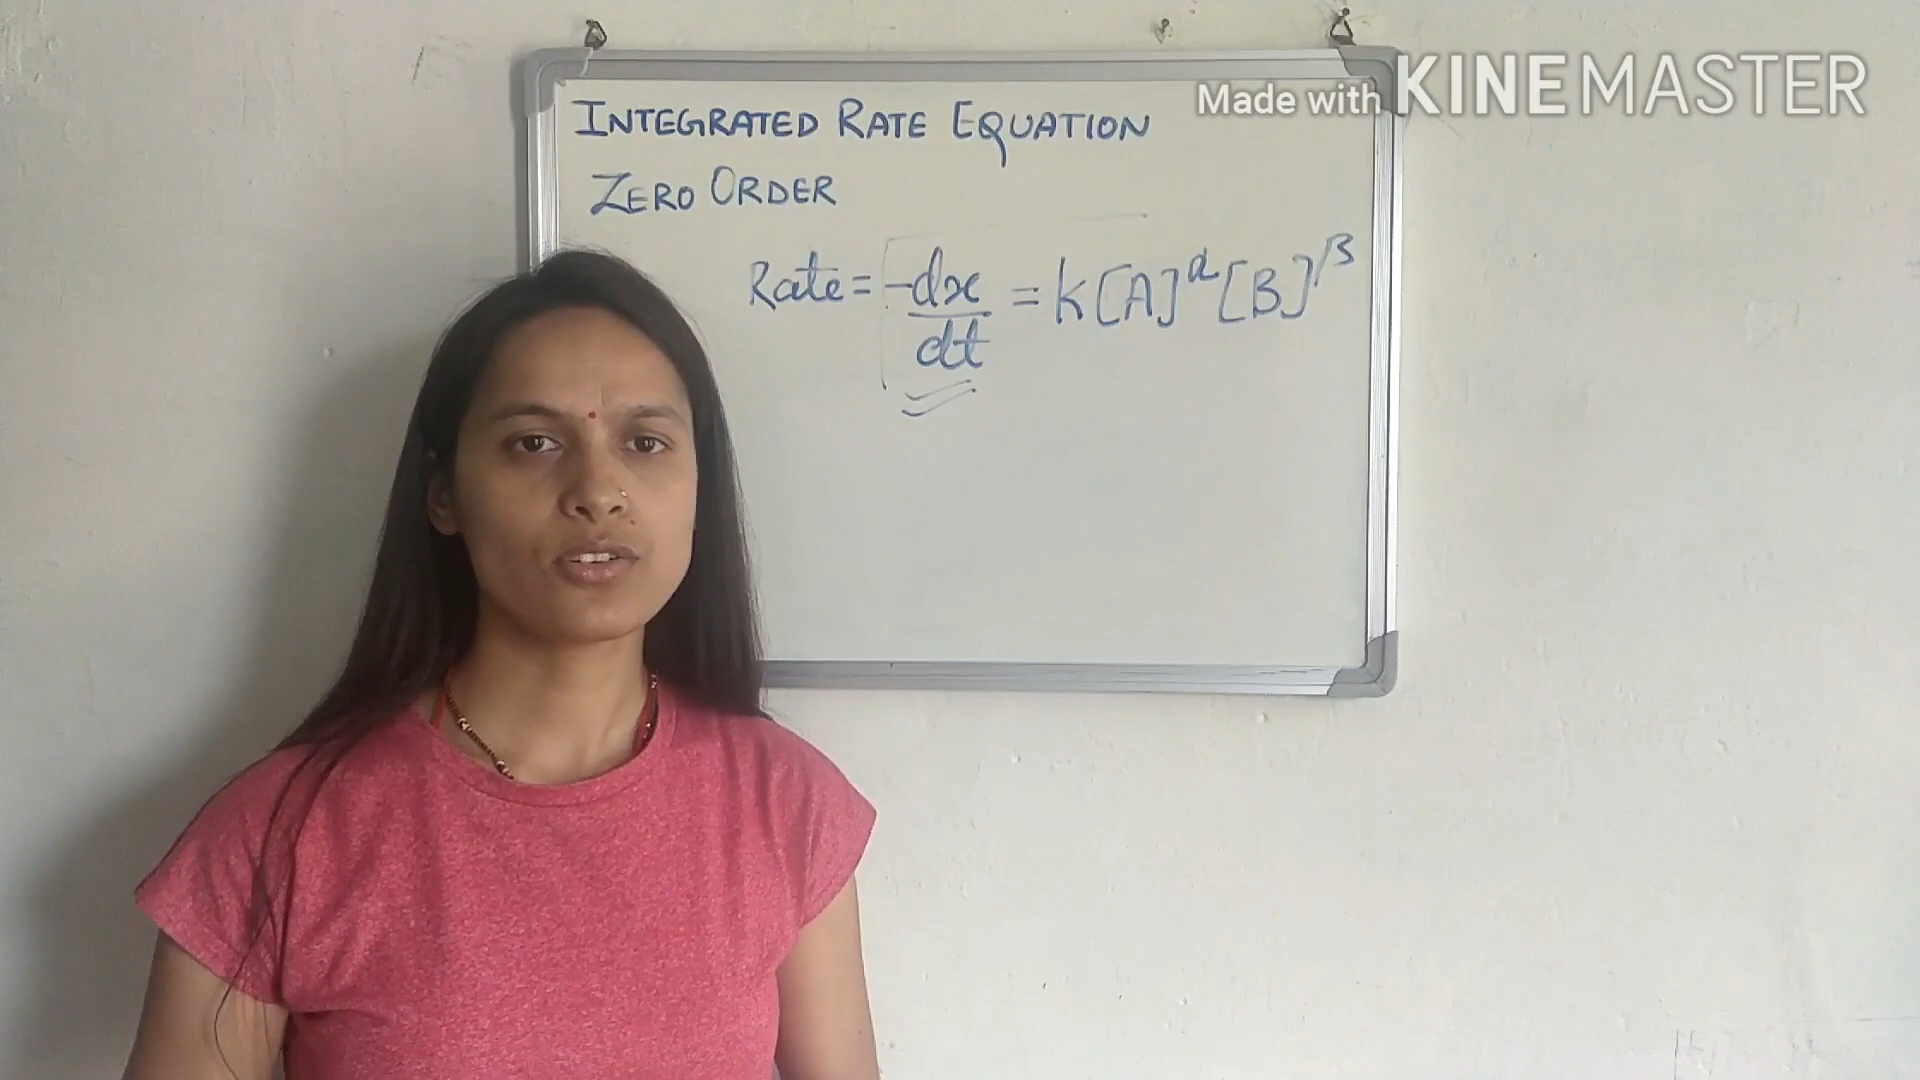 Made with KINEMASTER
INTEGRATED RATE EQUATION
ZERO ORDER
Rate = -dx/dt = k[A]^α[B]^β